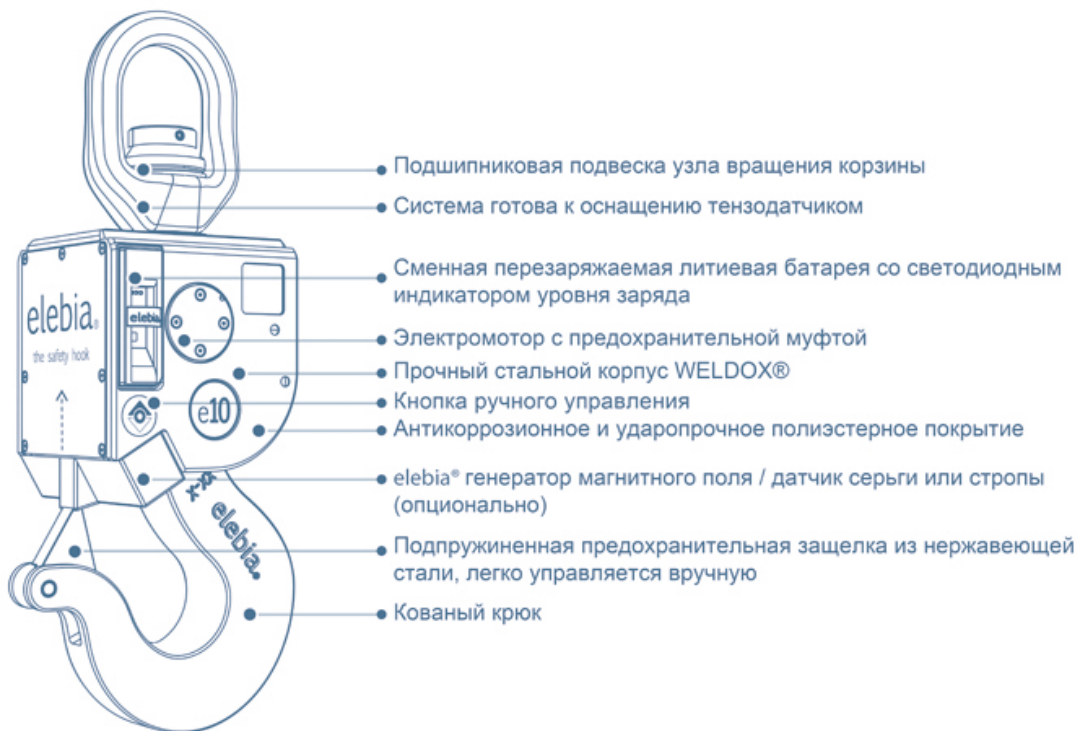 Подшипниковая подвеска узла вращения корзины
Система готова к оснащению тензодатчиком
Сменная перезаряжаемая литиевая батарея со светодиодным
индикатором уровня заряда
elebia®
the safety hook
elebia
Электромотор с предохранительной муфтой
Прочный стальной корпус WELDOX®
Кнопка ручного управления
e10
Антикоррозионное и ударопрочное полиэстерное покрытие
elebia® генератор магнитного поля / датчик серьги или стропы
(опционально)
x-xx elebia®
Подпружиненная предохранительная защелка из нержавеющей
стали, легко управляется вручную
Кованый крюк